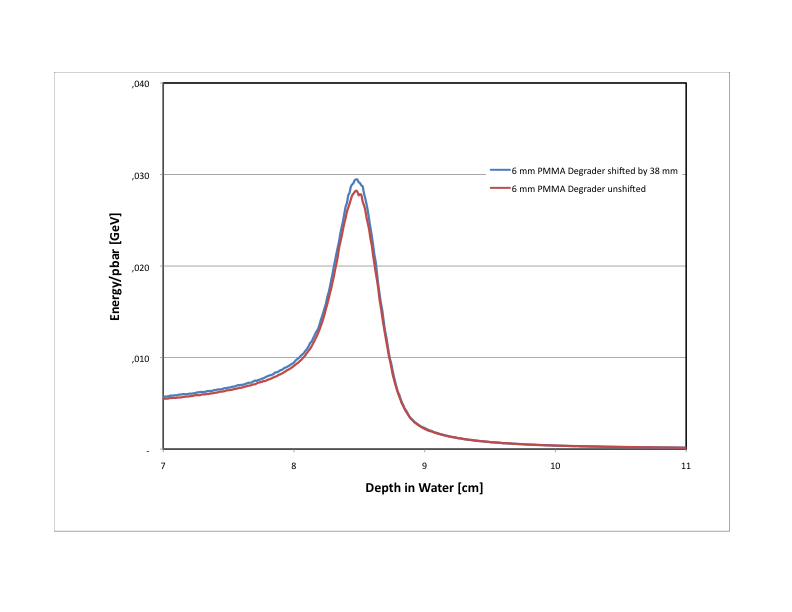 ,040
,030
,020
,010
-
Energy/pbar [GeV]
6 mm PMMA Degrader shifted by 38 mm
6 mm PMMA Degrader unshifted
7 8 9 10 11
Depth in Water [cm]